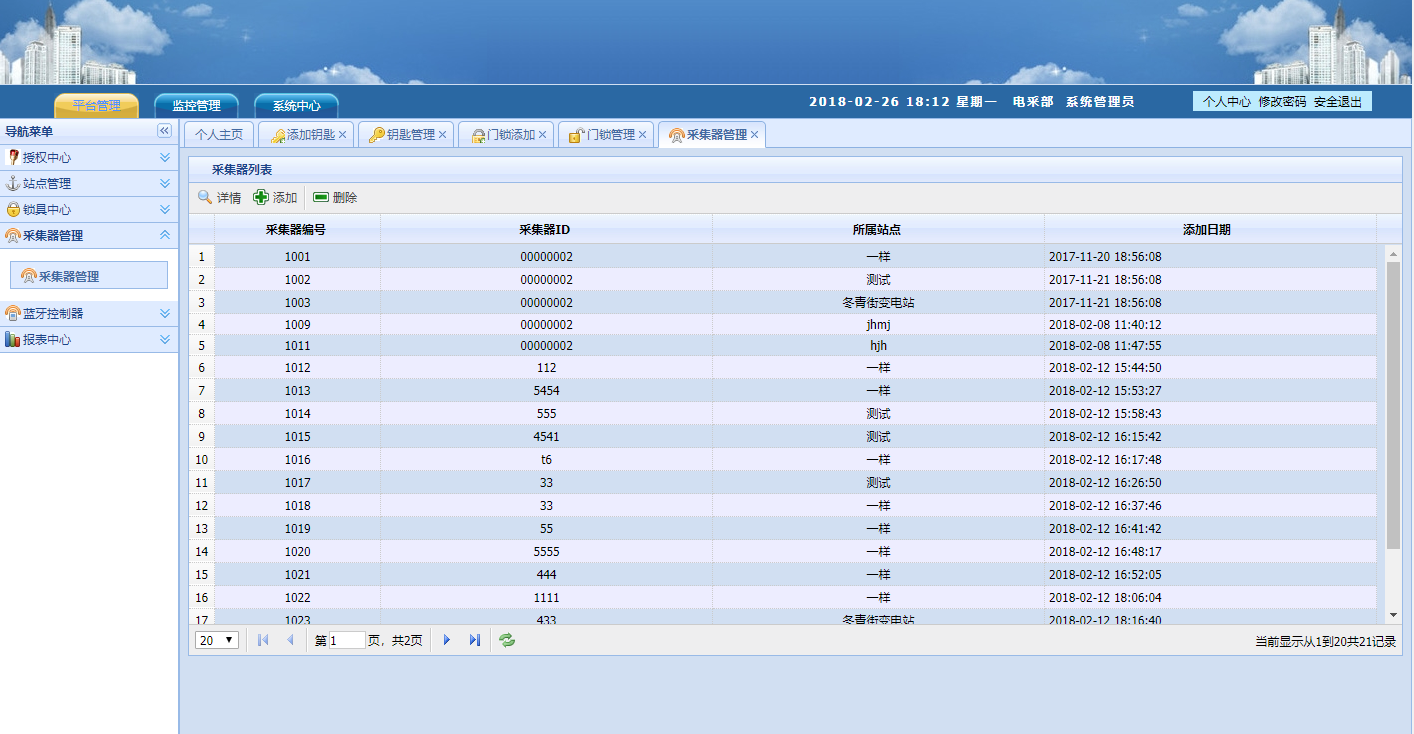 平台管理 监控管理 系统中心 2018-02-26 18:12 星期一 电采部 系统管理员 个人中心 修改密码 安全退出
导航菜单
授权中心
站点管理
锁具中心
采集器管理
采集器管理
蓝牙控制器
报表中心
个人主页 添加钥匙 钥匙管理 门锁添加 门锁管理 采集器管理
采集器列表
详情 添加 删除
采集器编号 采集器ID 所属站点 添加日期
1 1001 00000002 一样 2017-11-20 18:56:08
2 1002 00000002 测试 2017-11-21 18:56:08
3 1003 00000002 冬青街变电站 2017-11-21 18:56:08
4 1009 00000002 jhmj 2018-02-08 11:40:12
5 1011 00000002 hjh 2018-02-08 11:47:55
6 1012 112 一样 2018-02-12 15:44:50
7 1013 5454 一样 2018-02-12 15:53:27
8 1014 555 测试 2018-02-12 15:58:43
9 1015 4541 测试 2018-02-12 16:15:42
10 1016 t6 一样 2018-02-12 16:17:48
11 1017 33 测试 2018-02-12 16:26:50
12 1018 33 一样 2018-02-12 16:37:46
13 1019 55 一样 2018-02-12 16:41:42
14 1020 5555 一样 2018-02-12 16:48:17
15 1021 444 一样 2018-02-12 16:52:05
16 1022 1111 一样 2018-02-12 18:06:04
17 1023 433 冬青街变电站 2018-02-12 18:16:40
20 第 1 页, 共2页 当前显示从1到20共21记录